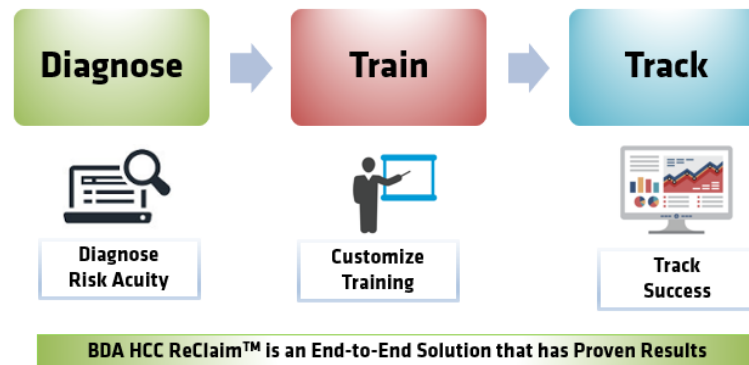 Diagnose
Train
Track
Diagnose
Risk Acuity
Customize
Training
Track
Success
BDA HCC ReClaim™ is an End-to-End Solution that has Proven Results